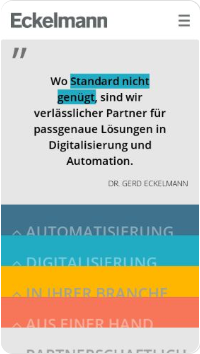 Eckelmann
"
Wo Standard nicht
genügt, sind wir
verlässlicher Partner für
passgenaue Lösungen in
Digitalisierung und
Automation.
DR. GERD ECKELMANN
AUTOMATISIERUNG
DIGITALISIERUNG
IN IHRER BRANCHE
AUS EINER HAND
PARTNERSCHAFTLICH